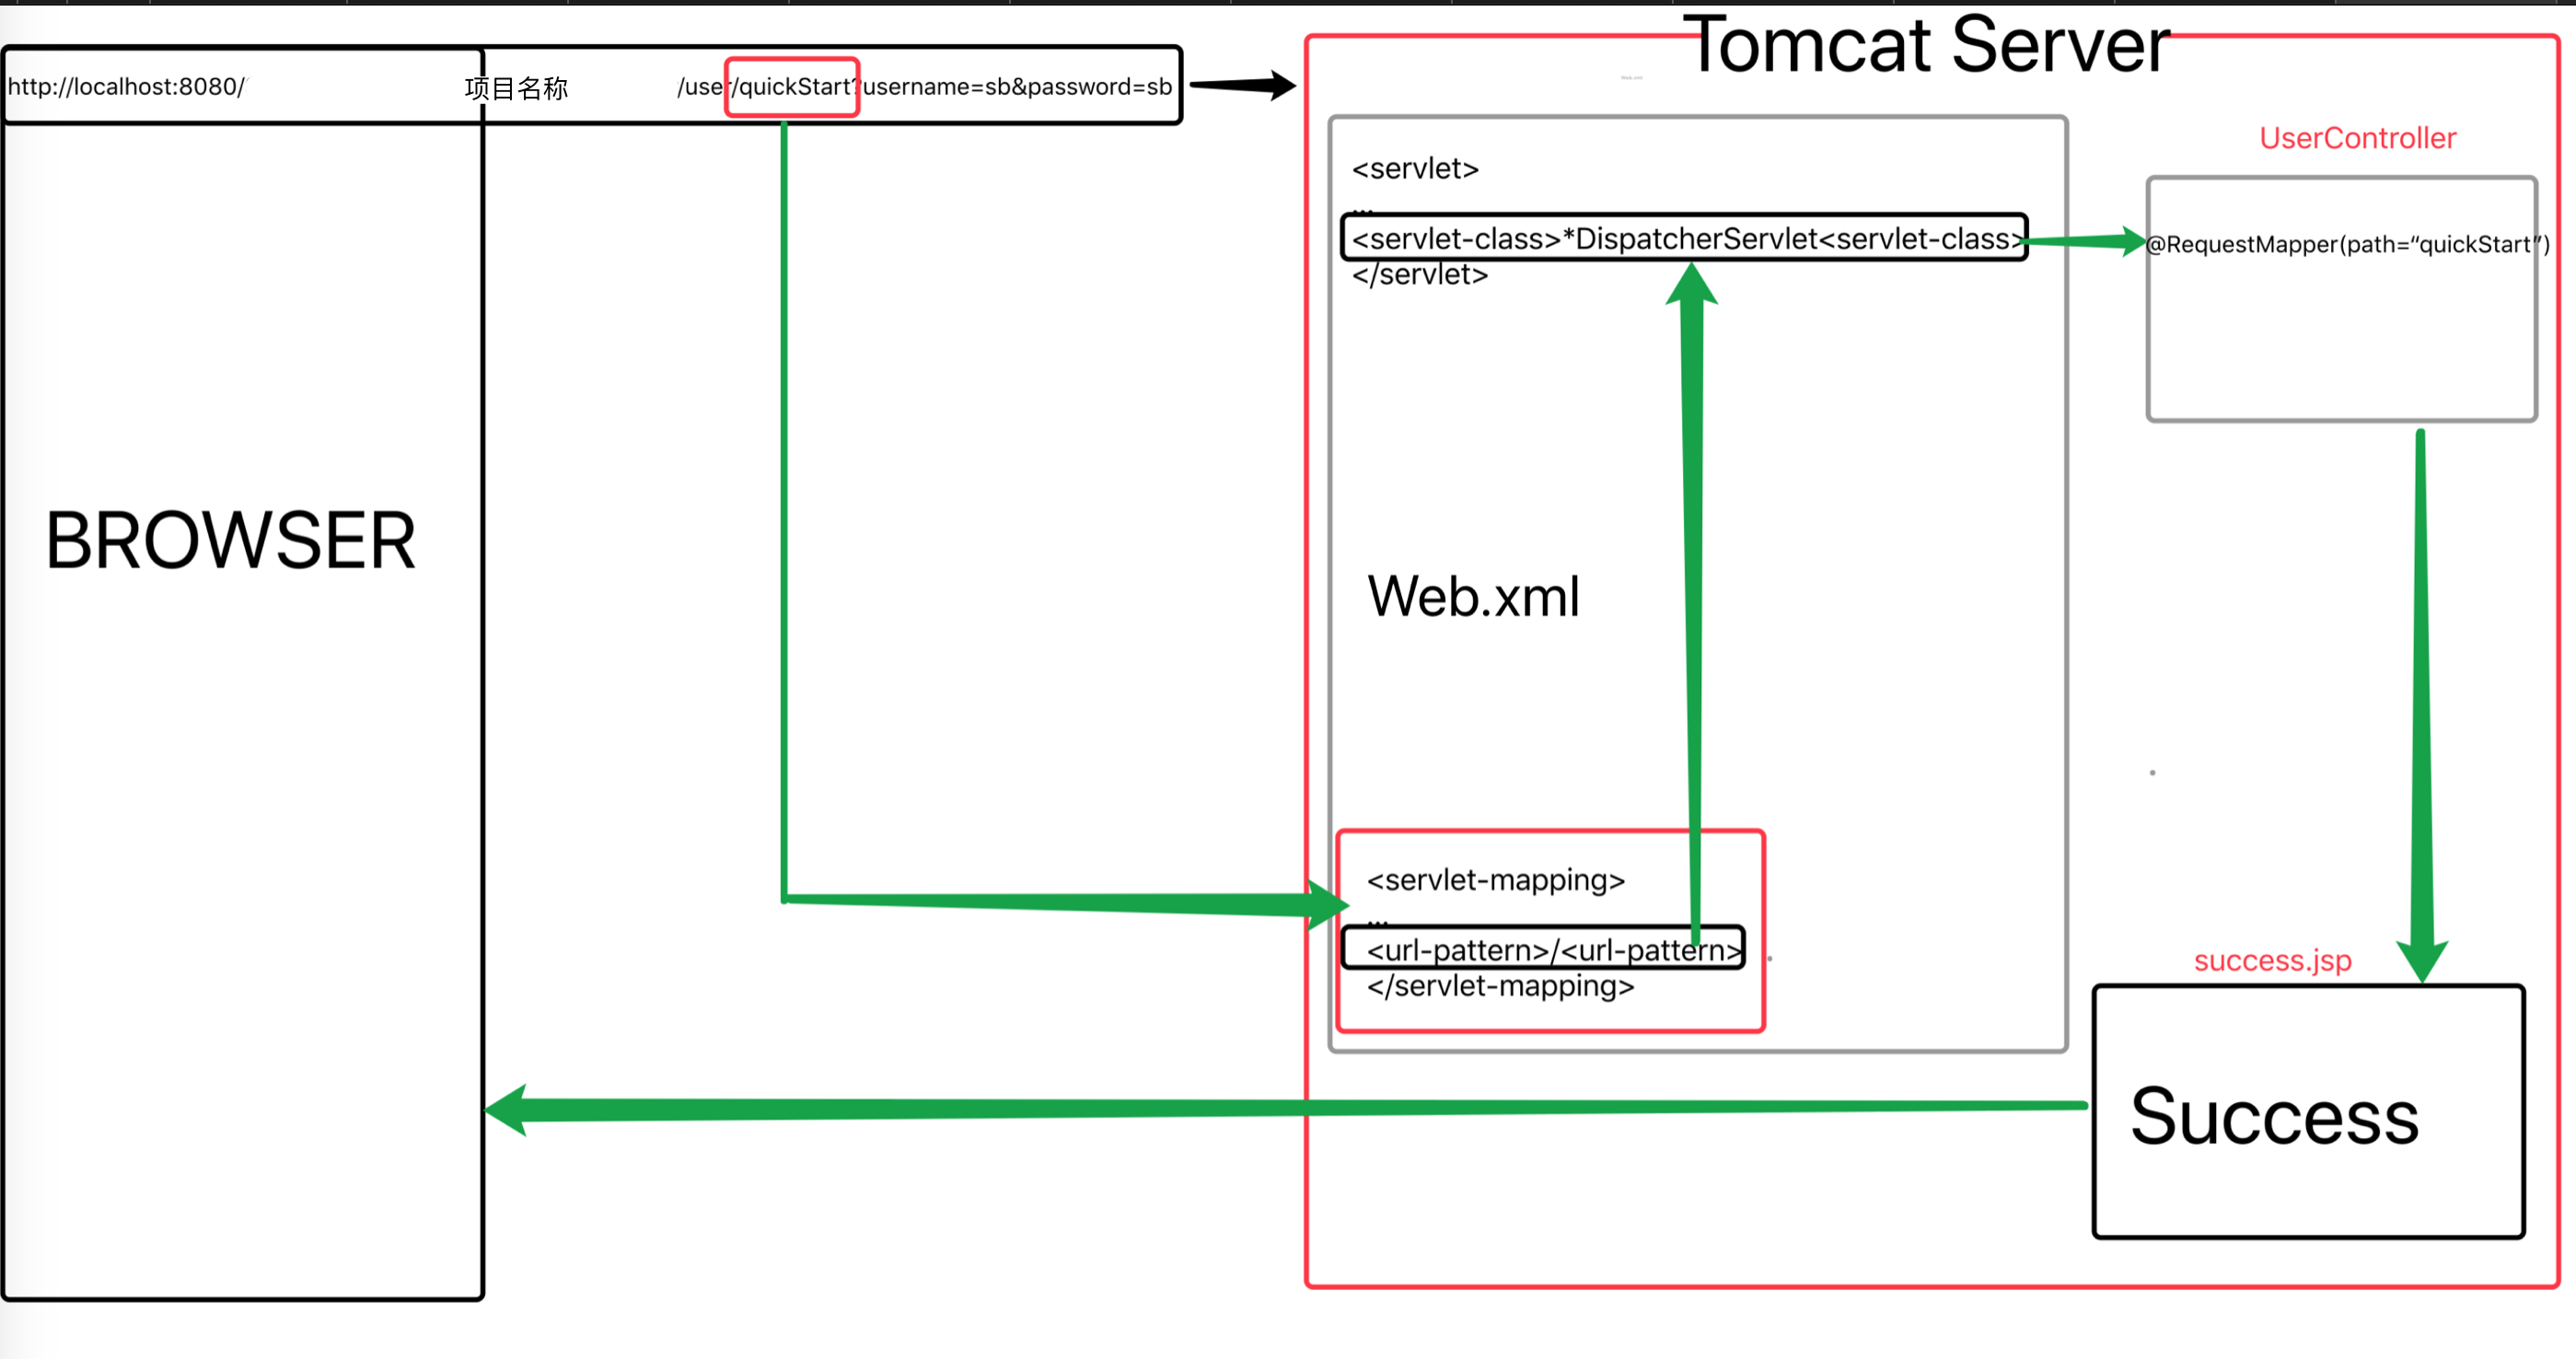 http://localhost:8080/ 项目名称 /user/quickStart?username=sb&password=sb
BROWSER
Tomcat Server
Web.xml
<servlet>
...
<servlet-class>*DispatcherServlet<servlet-class>
</servlet>
Web.xml
<servlet-mapping>
...
<url-pattern>/<url-pattern>
</servlet-mapping>
UserController
@RequestMapper(path=“quickStart”)
success.jsp
Success